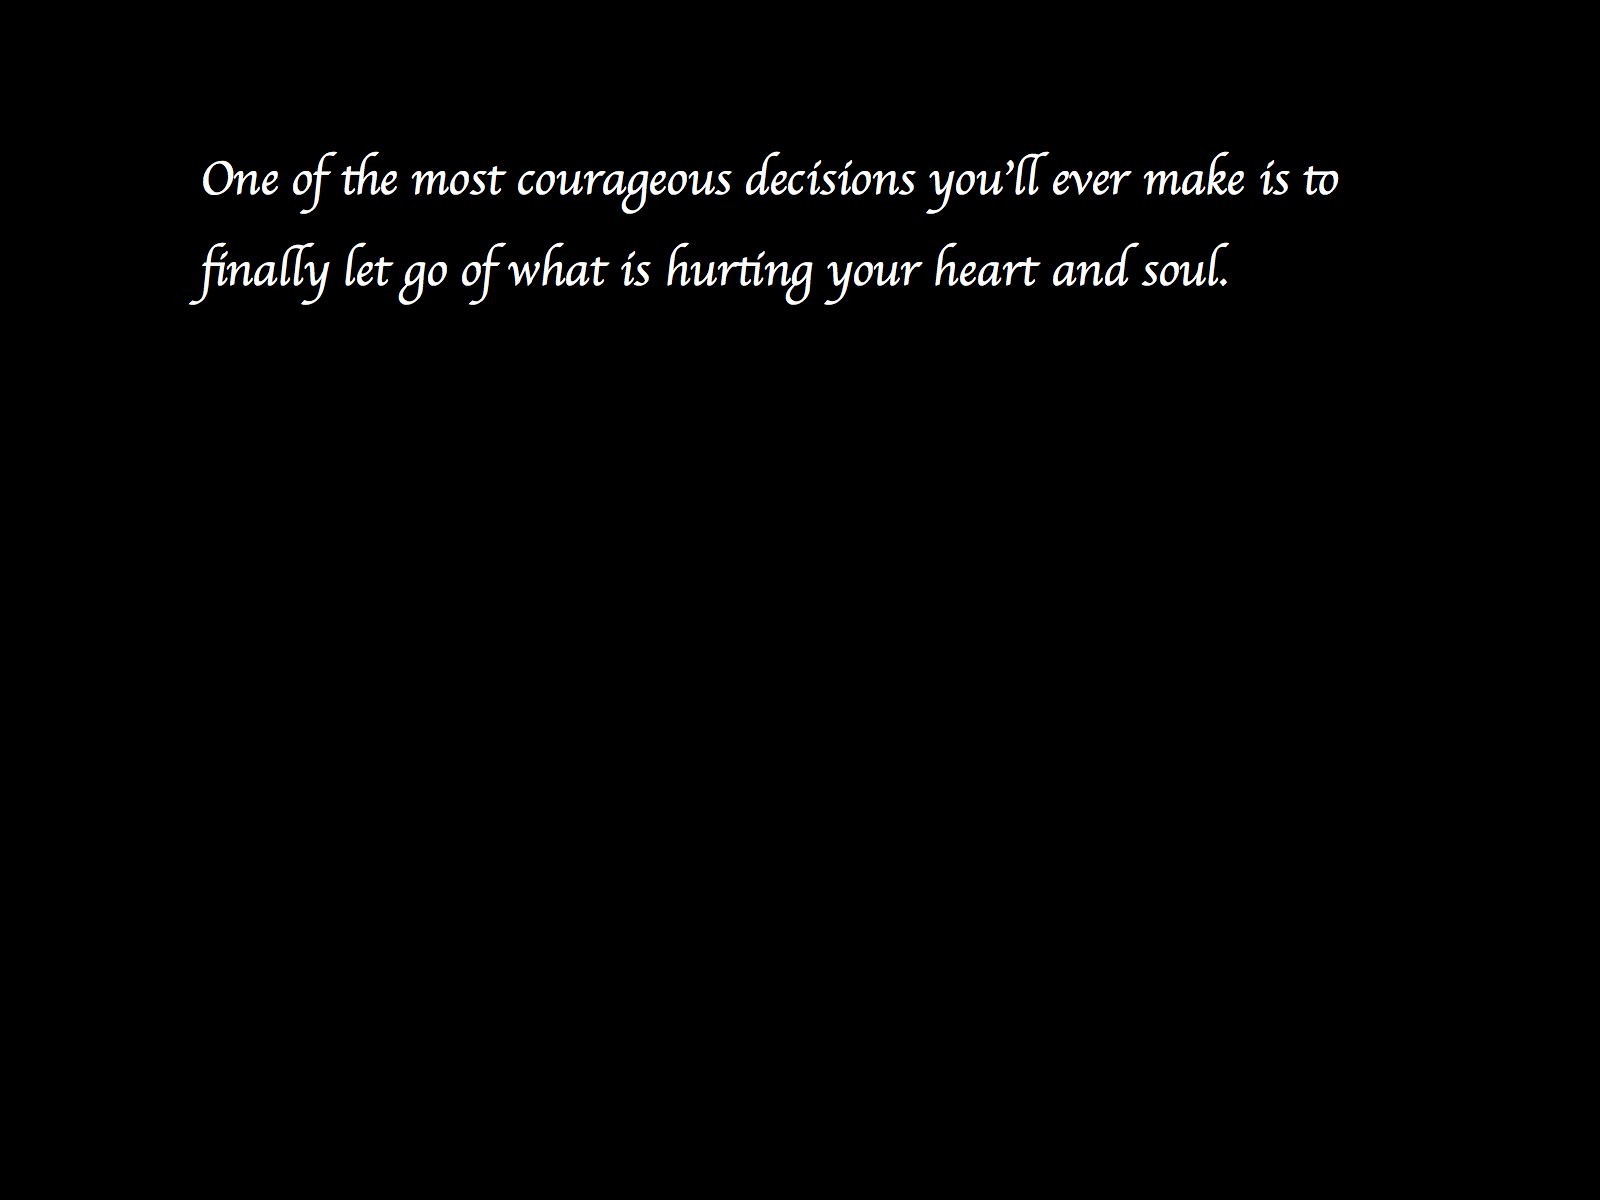 One of the most courageous decisions you’ll ever make is to
finally let go of what is hurting your heart and soul.